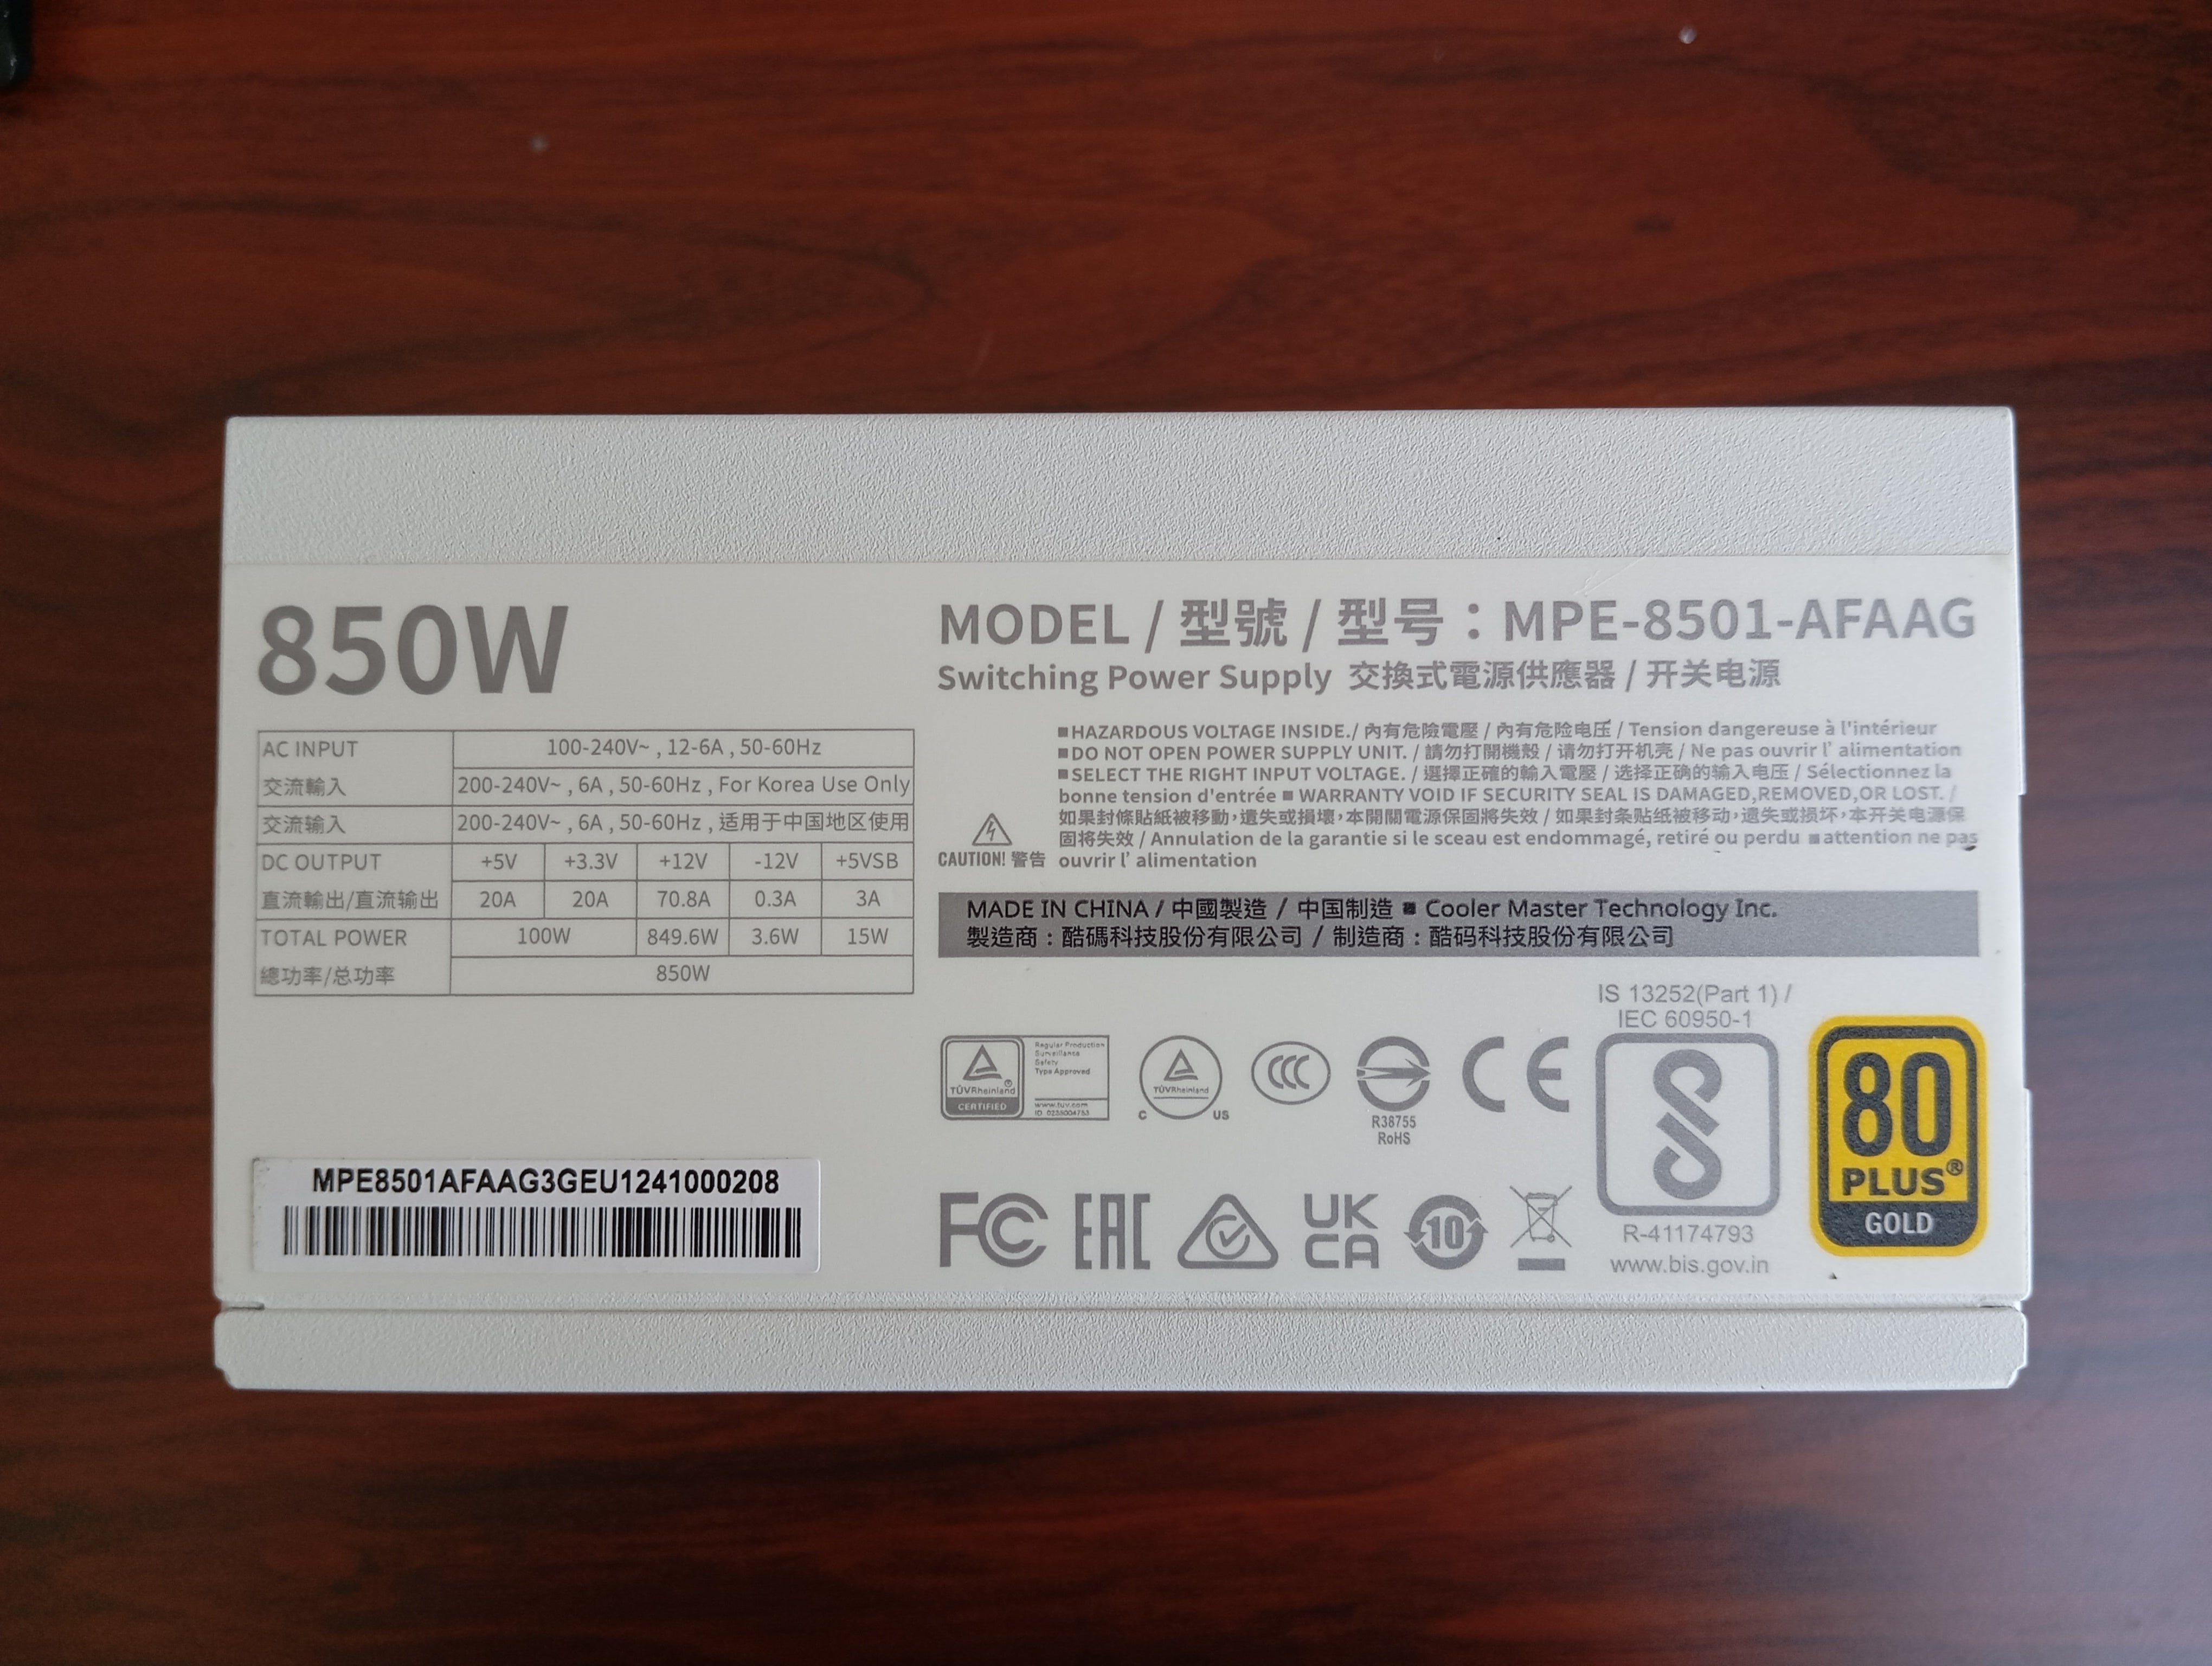 850W
AC INPUT 100-240V~ , 12-6A , 50-60Hz
交流輸入 200-240V~ , 6A , 50-60Hz , For Korea Use Only
交流输入 200-240V~ , 6A , 50-60Hz , 适用于中国地区使用
DC OUTPUT +5V +3.3V +12V -12V +5VSB
直流輸出/直流输出 20A 20A 70.8A 0.3A 3A
TOTAL POWER 100W 849.6W 3.6W 15W
總功率/总功率 850W
MPE8501AFAAG3GEU1241000208
MODEL / 型號 / 型号：MPE-8501-AFAAG
Switching Power Supply 交換式電源供應器 / 开关电源
■HAZARDOUS VOLTAGE INSIDE./ 內有危險電壓 / 內有危险电压 / Tension dangereuse à l'intérieur
■DO NOT OPEN POWER SUPPLY UNIT. / 請勿打開機殼 / 请勿打开机壳 / Ne pas ouvrir l' alimentation
■SELECT THE RIGHT INPUT VOLTAGE. / 選擇正確的輸入電壓 / 选择正确的输入电压 / Sélectionnez la
bonne tension d'entrée ■ WARRANTY VOID IF SECURITY SEAL IS DAMAGED,REMOVED,OR LOST. /
如果封條貼紙被移動，遺失或損壞，本開關電源保固將失效 / 如果封条贴纸被移动，遗失或损坏，本开关电源保
固将失效 / Annulation de la garantie si le sceau est endommagé, retiré ou perdu ■attention ne pas
ouvrir l' alimentation
CAUTION! 警告
MADE IN CHINA / 中國製造 / 中国制造 ■ Cooler Master Technology Inc.
製造商：酷碼科技股份有限公司 / 制造商：酷码科技股份有限公司
TÜVRheinland®
CERTIFIED
Regular Production
Surveillance
Safety
Type Approved
www.tuv.com
ID 0235004753
TÜVRheinland
C US
CCC
R38755
RoHS
CE
IS 13252(Part 1) /
IEC 60950-1
R-41174793
www.bis.gov.in
80
PLUS®
GOLD
FC
EAC
UK
CA
10